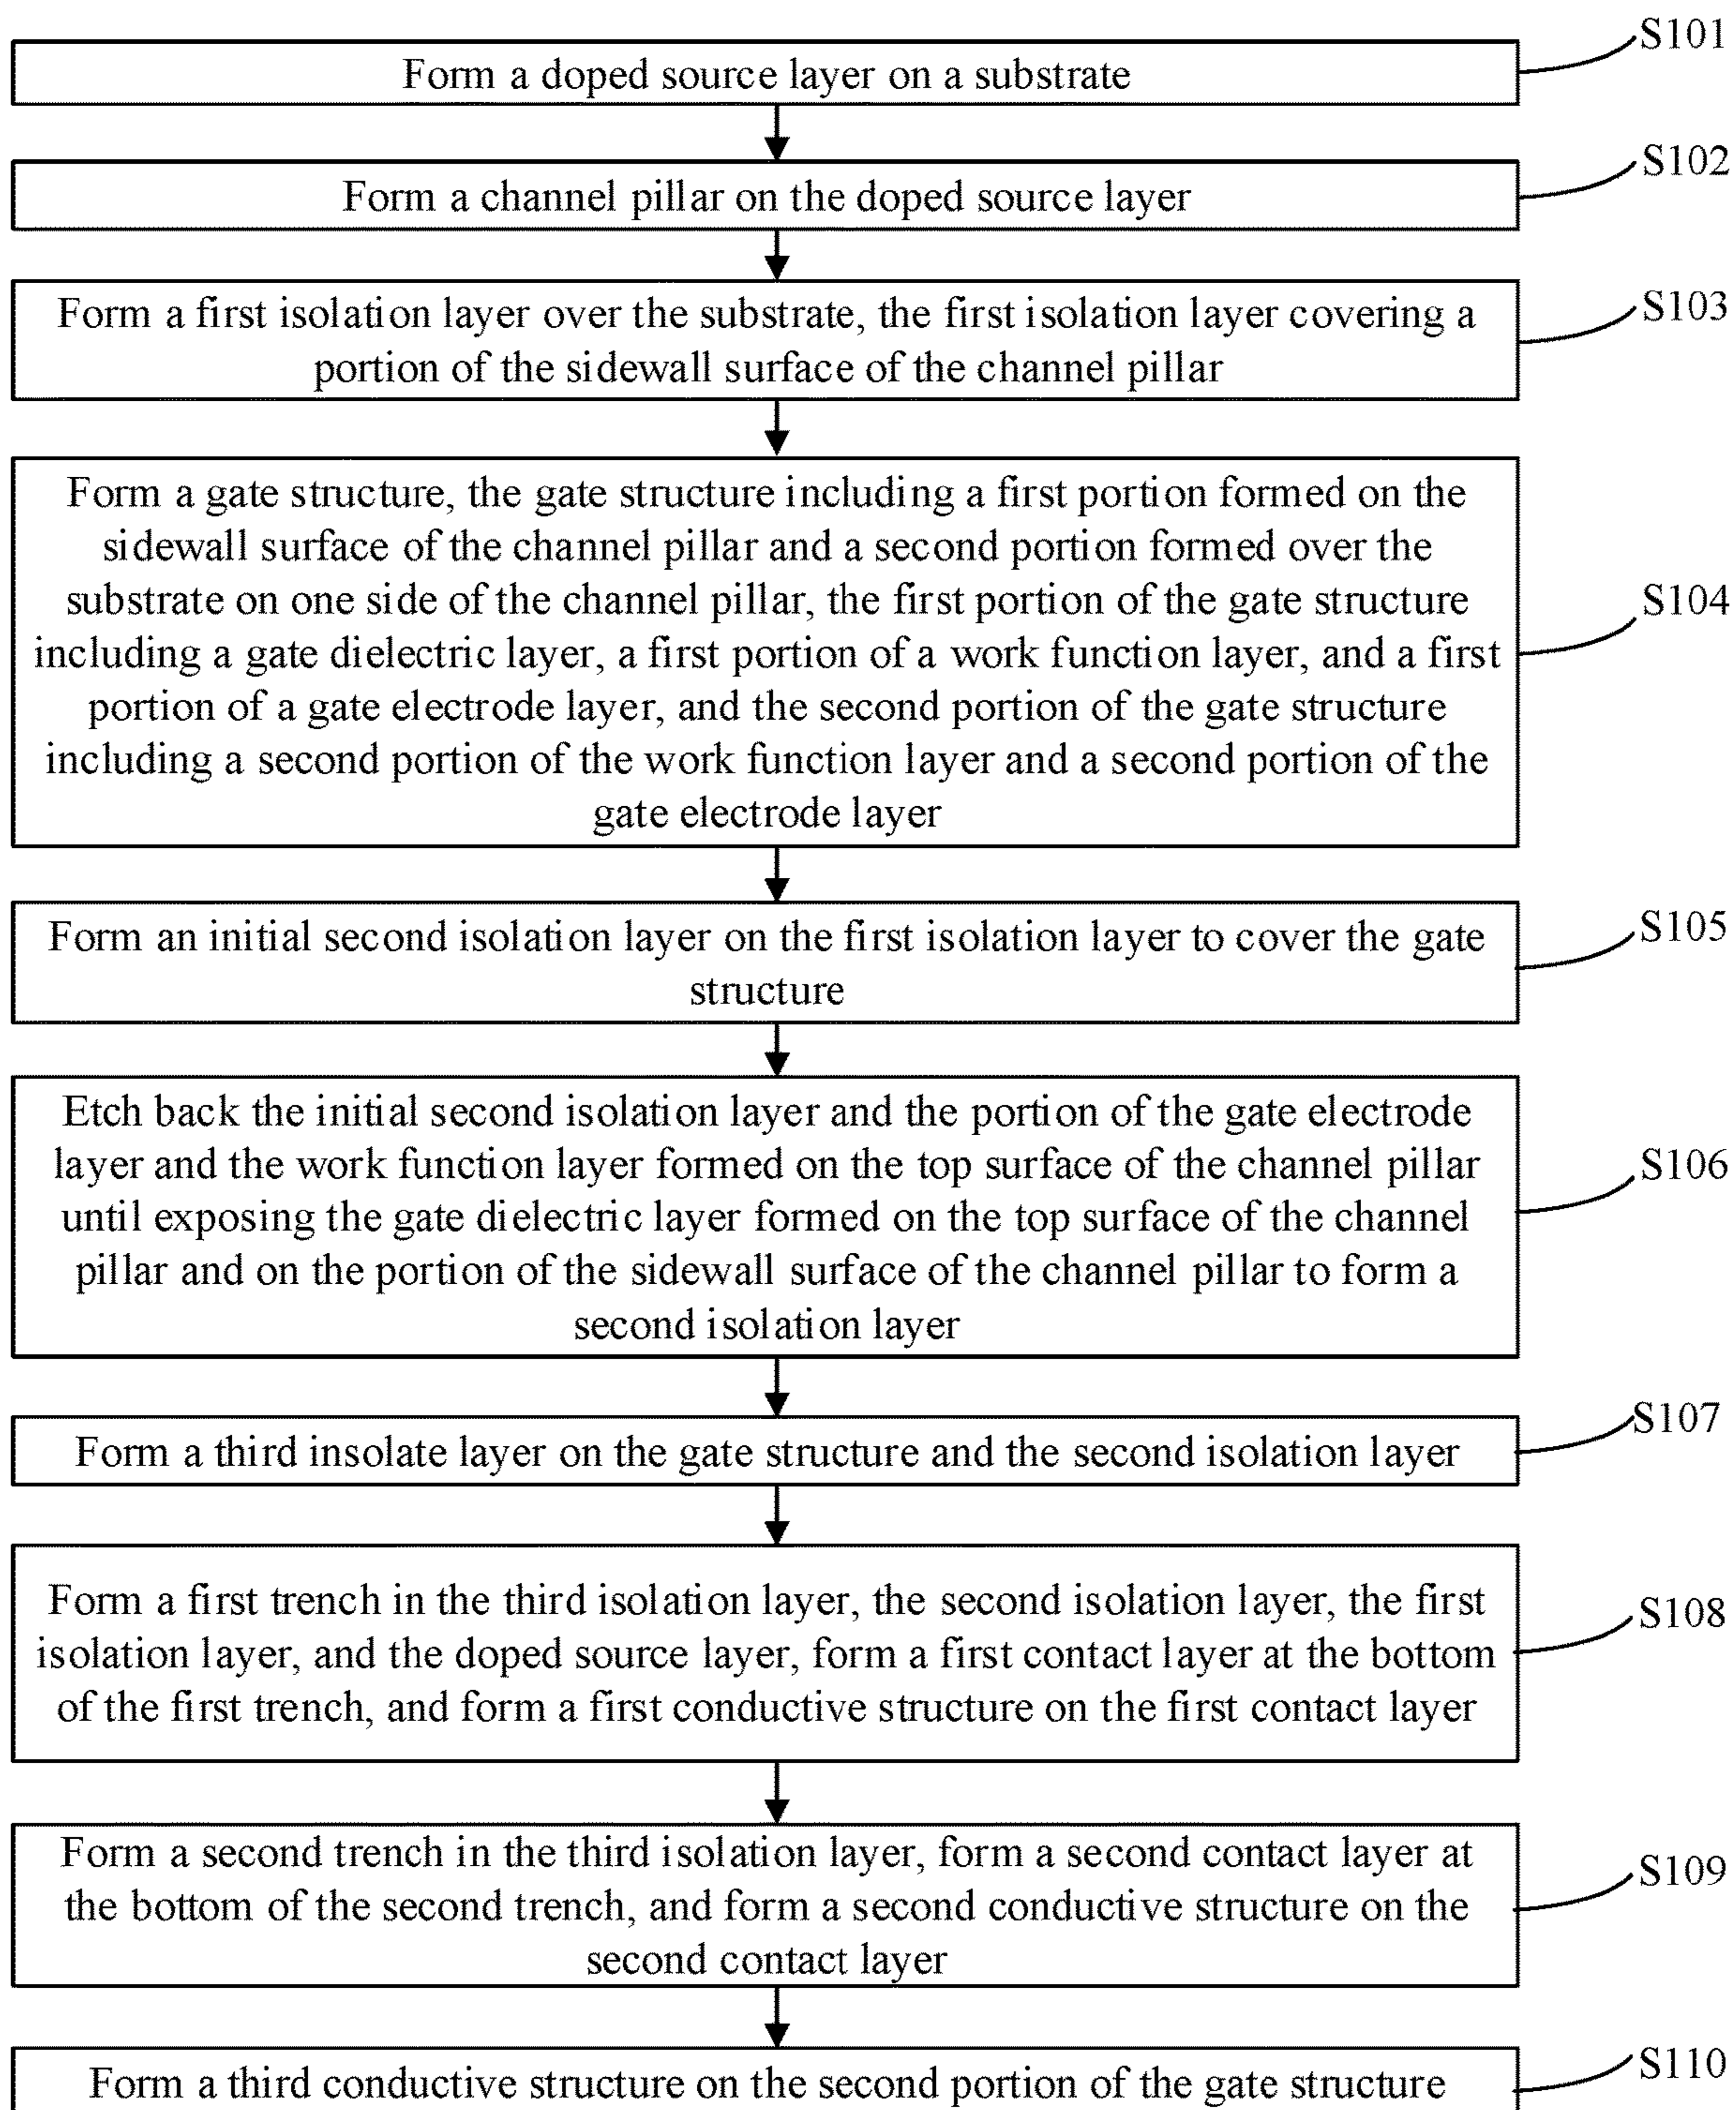 S101
Form a doped source layer on a substrate
S102
Form a channel pillar on the doped source layer
S103
Form a first isolation layer over the substrate, the first isolation layer covering a
portion of the sidewall surface of the channel pillar
S104
Form a gate structure, the gate structure including a first portion formed on the
sidewall surface of the channel pillar and a second portion formed over the
substrate on one side of the channel pillar, the first portion of the gate structure
including a gate dielectric layer, a first portion of a work function layer, and a first
portion of a gate electrode layer, and the second portion of the gate structure
including a second portion of the work function layer and a second portion of the
gate electrode layer
S105
Form an initial second isolation layer on the first isolation layer to cover the gate
structure
S106
Etch back the initial second isolation layer and the portion of the gate electrode
layer and the work function layer formed on the top surface of the channel pillar
until exposing the gate dielectric layer formed on the top surface of the channel
pillar and on the portion of the sidewall surface of the channel pillar to form a
second isolation layer
S107
Form a third insolate layer on the gate structure and the second isolation layer
S108
Form a first trench in the third isolation layer, the second isolation layer, the first
isolation layer, and the doped source layer, form a first contact layer at the bottom
of the first trench, and form a first conductive structure on the first contact layer
S109
Form a second trench in the third isolation layer, form a second contact layer at
the bottom of the second trench, and form a second conductive structure on the
second contact layer
S110
Form a third conductive structure on the second portion of the gate structure